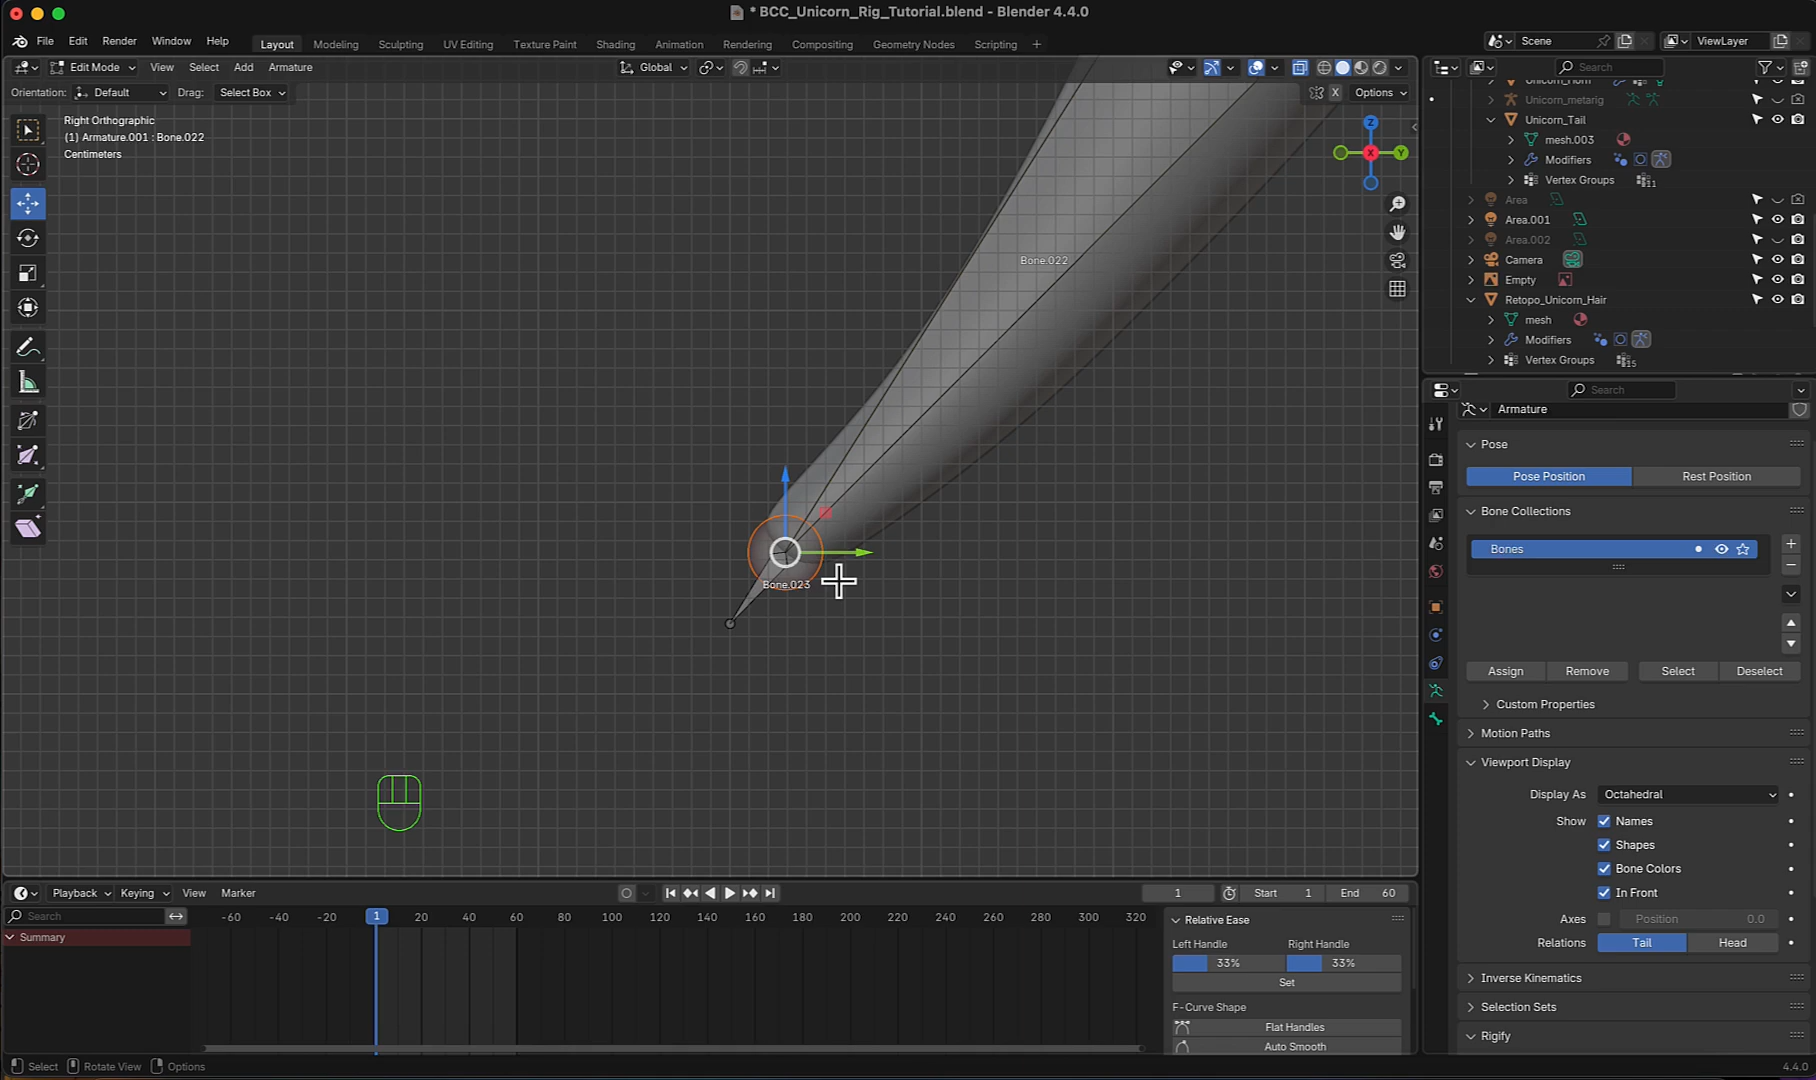 * BCC_Unicorn_Rig_Tutorial.blend - Blender 4.4.0
File Edit Render Window Help Layout Modeling Sculpting UV Editing Texture Paint Shading Animation Rendering Compositing Geometry Nodes Scripting + Scene ViewLayer
Edit Mode View Select Add Armature Global Search
Orientation: Default Drag: Select Box X Options
Right Orthographic
(1) Armature.001 : Bone.022
Centimeters
Z
X
Y
Bone.022
Bone.023
Unicorn_Horn
Unicorn_metarig
Unicorn_Tail
mesh.003
Modifiers
Vertex Groups 11
Area
Area.001
Area.002
Camera
Empty
Retopo_Unicorn_Hair
mesh
Modifiers
Vertex Groups 15
Search
Armature
Pose
Pose Position Rest Position
Bone Collections
Bones
Assign Remove Select Deselect
Custom Properties
Motion Paths
Viewport Display
Display As Octahedral
Show Names
Shapes
Bone Colors
In Front
Axes Position 0.0
Relations Tail Head
Inverse Kinematics
Selection Sets
Rigify
Playback Keying View Marker 1 Start 1 End 60
Search -60 -40 -20 1 20 40 60 80 100 120 140 160 180 200 220 240 260 280 300 320
Summary
Relative Ease
Left Handle Right Handle
33% 33%
Set
F-Curve Shape
Flat Handles
Auto Smooth
Select Rotate View Options 4.4.0